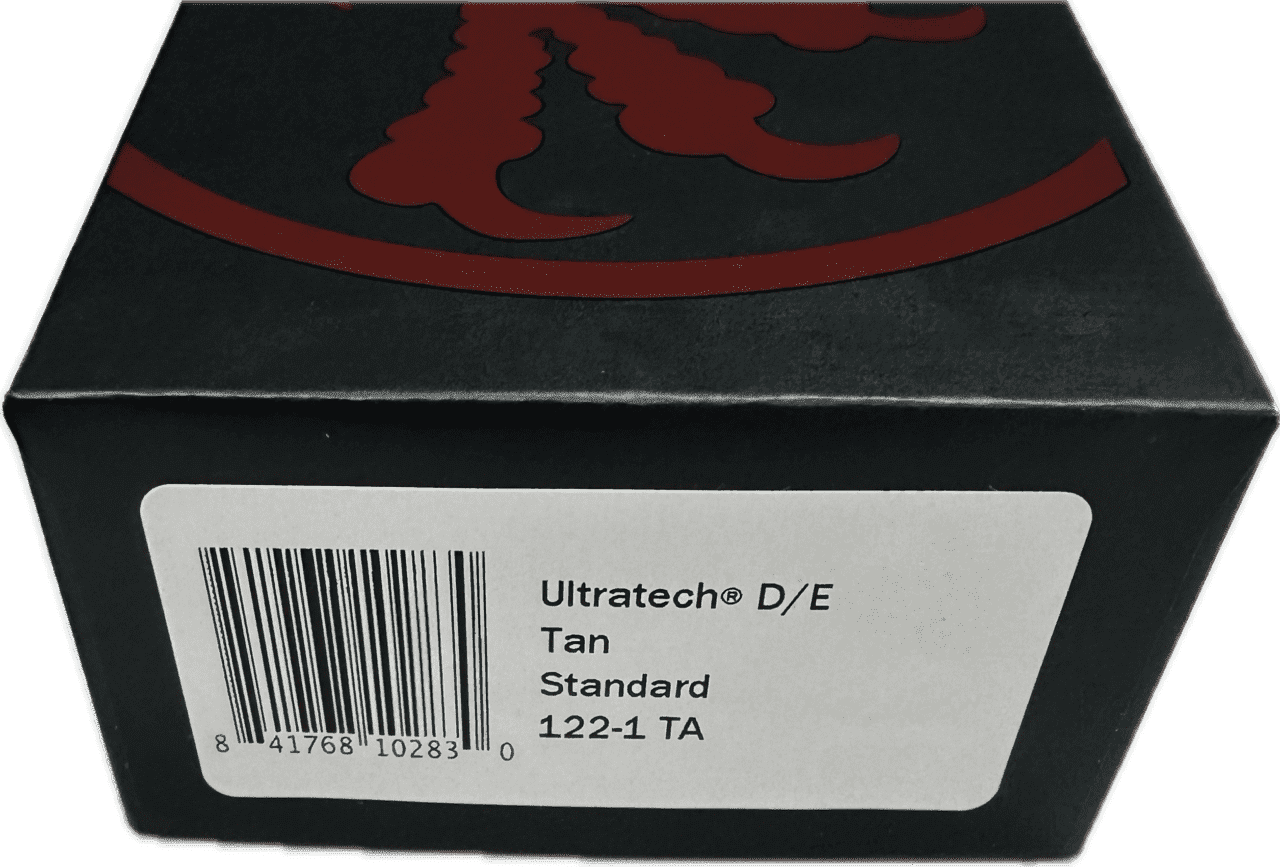 Ultratech® D/E
Tan
Standard
122-1 TA
8 41768 10283 0